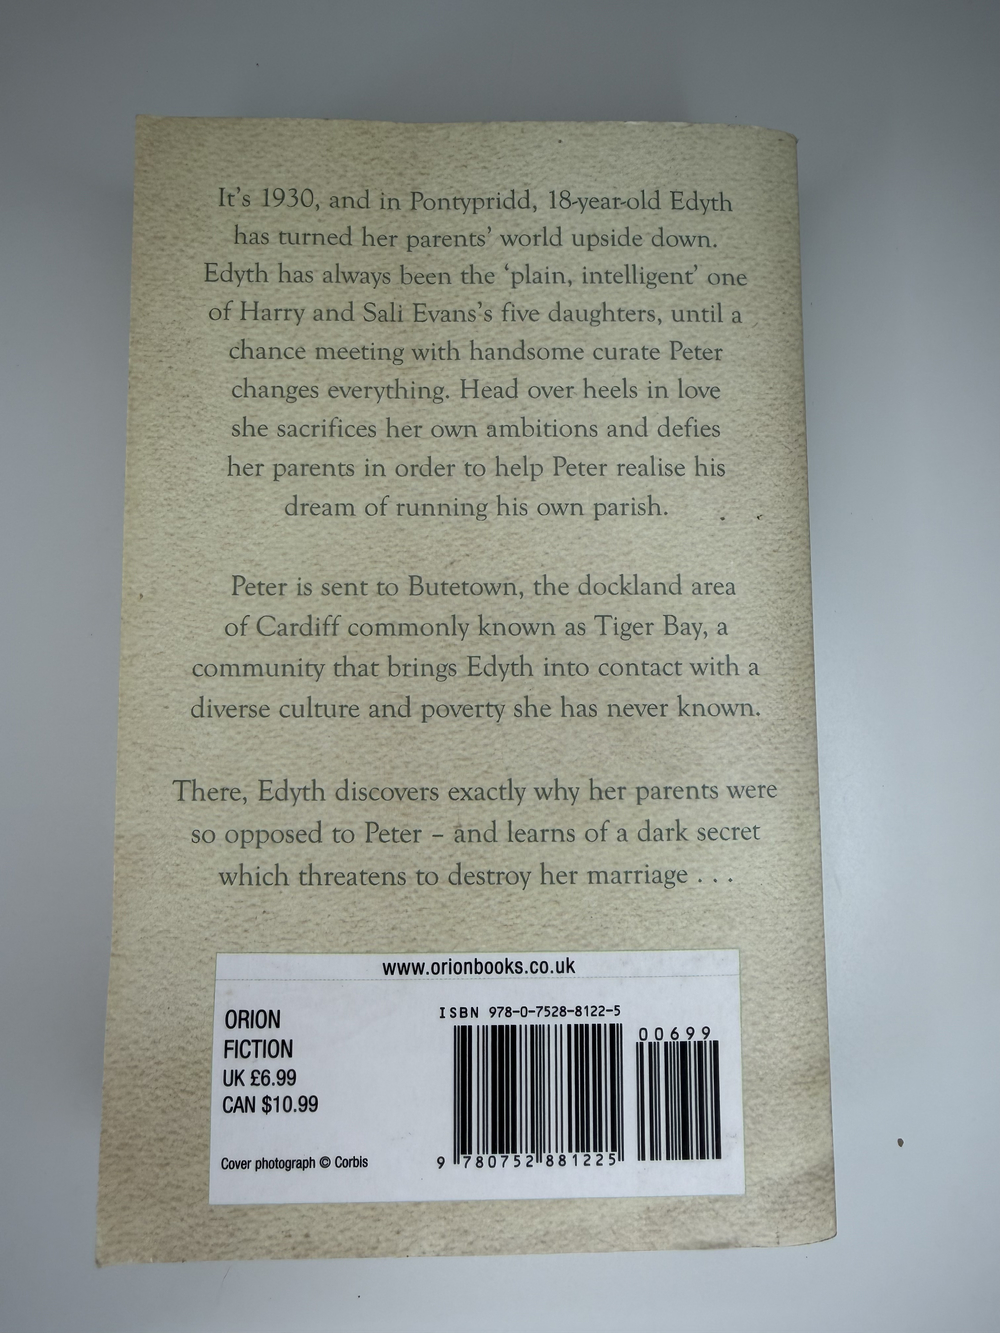 It's 1930, and in Pontypridd, 18-year-old Edyth
has turned her parents' world upside down.
Edyth has always been the 'plain, intelligent' one
of Harry and Sali Evans's five daughters, until a
chance meeting with handsome curate Peter
changes everything. Head over heels in love
she sacrifices her own ambitions and defies
her parents in order to help Peter realise his
dream of running his own parish.
Peter is sent to Butetown, the dockland area
of Cardiff commonly known as Tiger Bay, a
community that brings Edyth into contact with a
diverse culture and poverty she has never known.
There, Edyth discovers exactly why her parents were
so opposed to Peter – and learns of a dark secret
which threatens to destroy her marriage . . .
www.orionbooks.co.uk
ORION
FICTION
UK £6.99
CAN $10.99
Cover photograph © Corbis
ISBN 978-0-7528-8122-5
00699
9 780752 881225